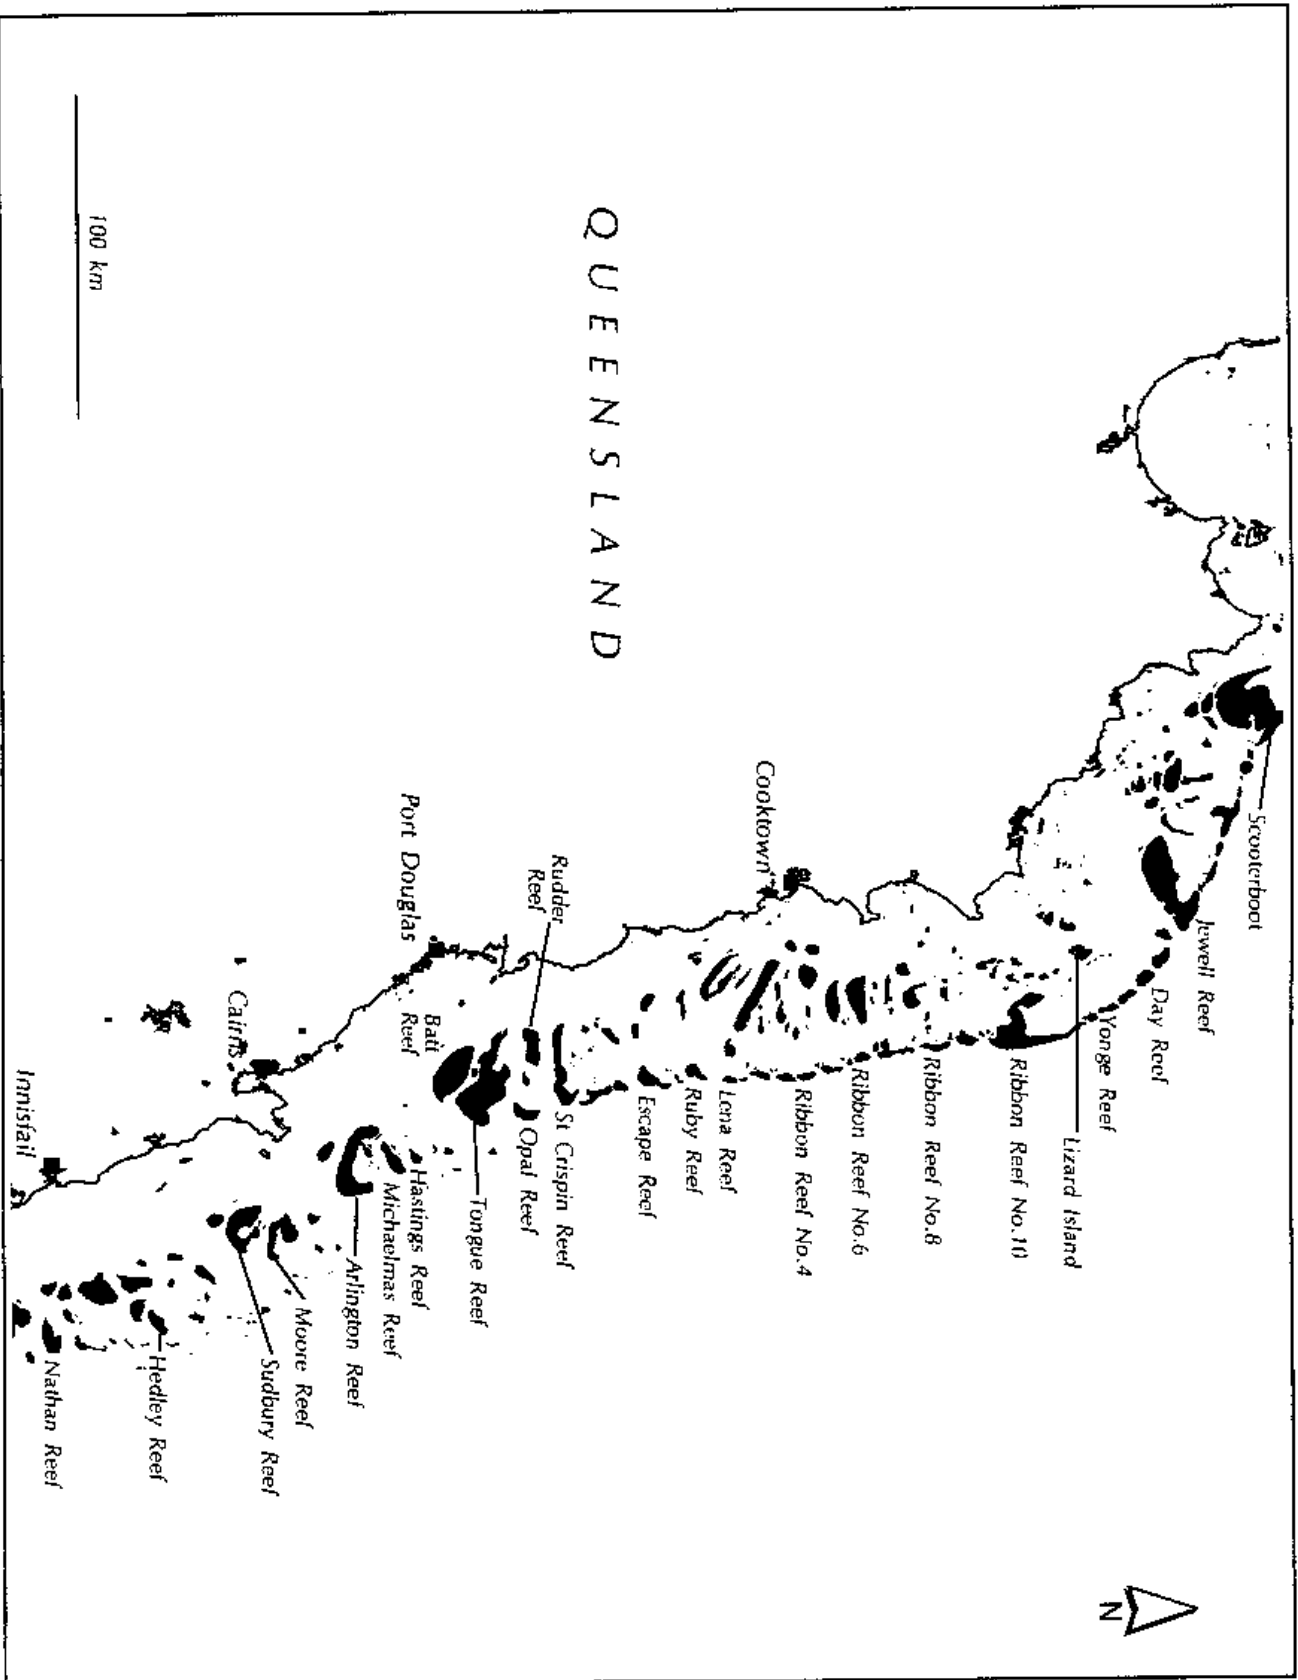 N
Scooterboot
Jewell Reef
Day Reef
Yonge Reef
Lizard Island
Ribbon Reef No.10
Ribbon Reef No.8
Ribbon Reef No.6
Ribbon Reef No.4
Cooktown
Lena Reef
Ruby Reef
Escape Reef
QUEENSLAND
St Crispin Reef
Rudder
Reef
Opal Reef
Tongue Reef
Port Douglas
Batt
Reef
Hastings Reef
Michaelmas Reef
Arlington Reef
Moore Reef
Sudbury Reef
Cairns
Hedley Reef
100 km
Innisfail
Nathan Reef